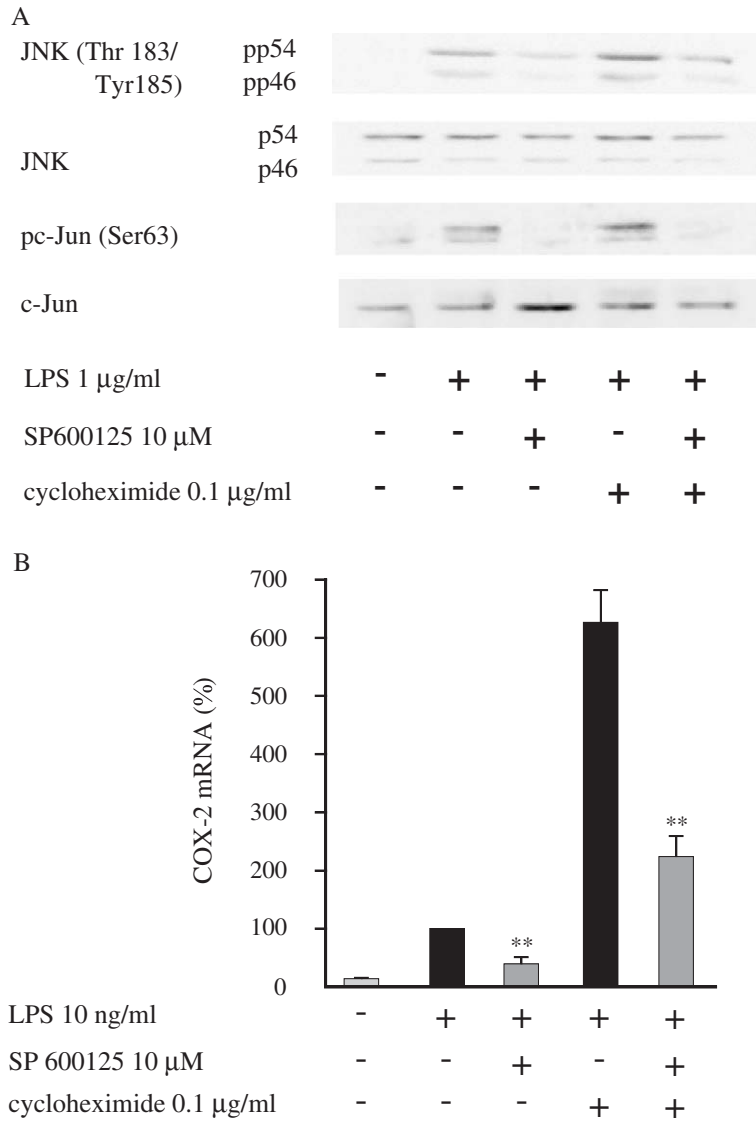 A
JNK (Thr 183/ pp54
Tyr185) pp46
p54
JNK p46
pc-Jun (Ser63)
c-Jun
LPS 1 μg/ml - + + + +
SP600125 10 μM - - + - +
cycloheximide 0.1 μg/ml - - - + +
B
700
600
500
400
300
200
100
0
COX-2 mRNA (%)
**
**
LPS 10 ng/ml - + + + +
SP 600125 10 μM - - + - +
cycloheximide 0.1 μg/ml - - - + +